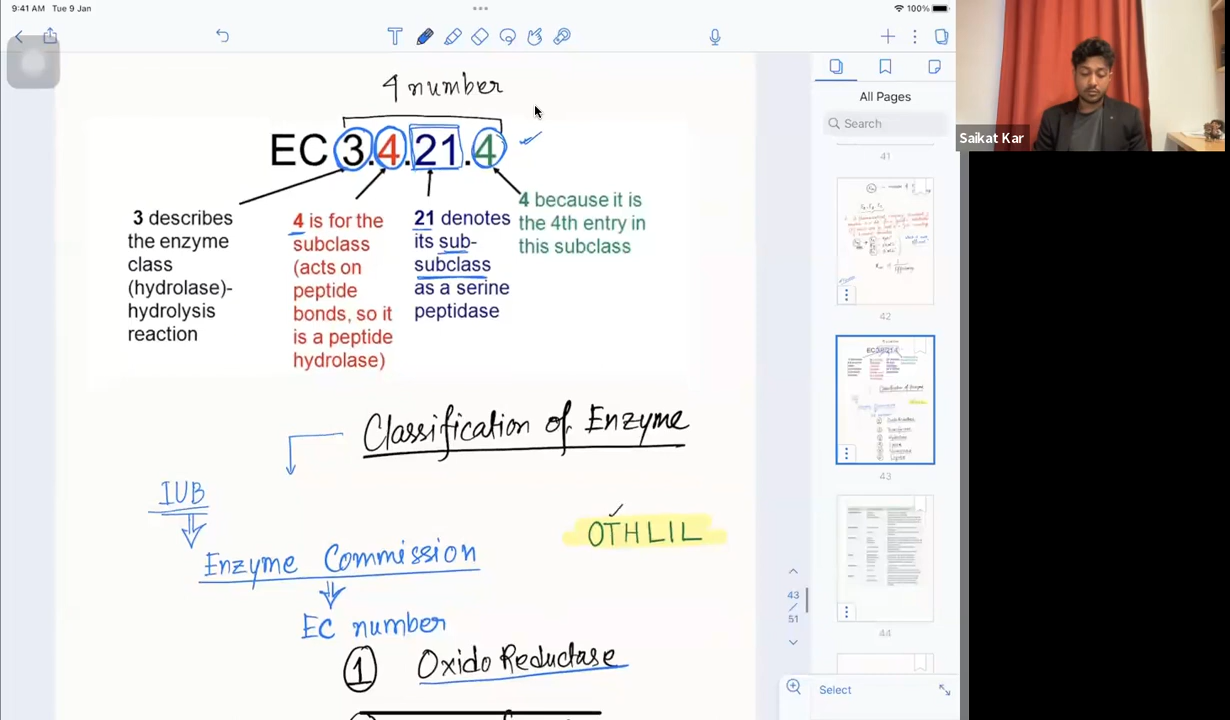 9:41 AM Tue 9 Jan
100%
All Pages
Search
Saikat Kar
4 number
EC 3.4.21.4
3 describes
the enzyme
class
(hydrolase)-
hydrolysis
reaction
4 is for the
subclass
(acts on
peptide
bonds, so it
is a peptide
hydrolase)
21 denotes
its sub-
subclass
as a serine
peptidase
4 because it is
the 4th entry in
this subclass
Classification of Enzyme
IUB
OTHLIL
Enzyme Commission
EC number
1 Oxido Reductase
41
42
43
44
43
/
51
Select